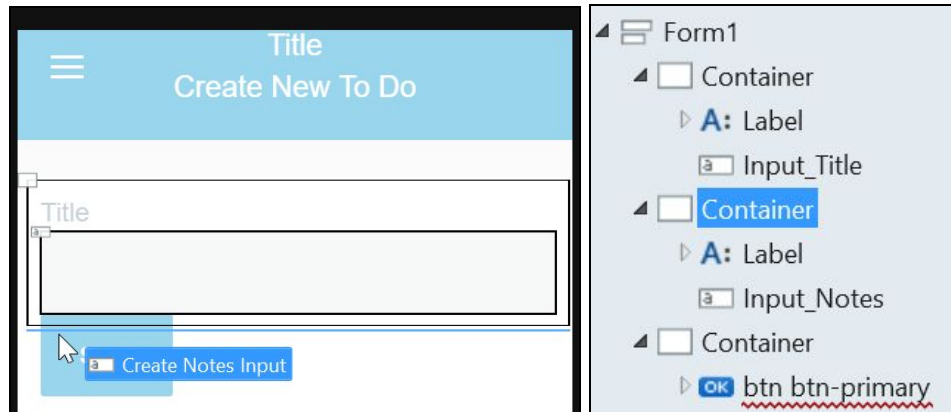 Title
Create New To Do
Title
Create Notes Input
Form1
Container
A: Label
Input_Title
Container
A: Label
Input_Notes
Container
OK btn btn-primary